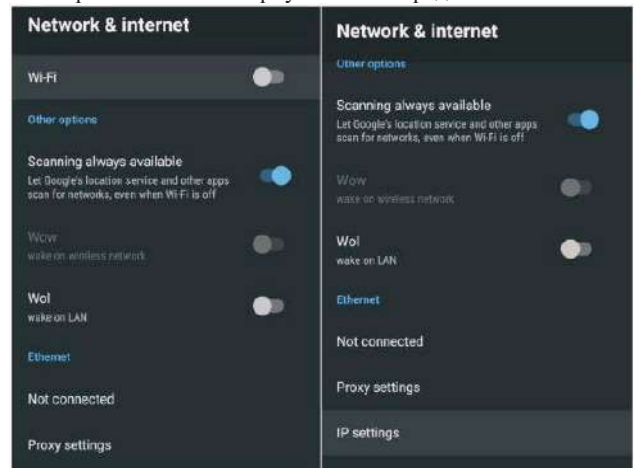 Network & internet
Wi-Fi
Other options
Scanning always available
Let Google's location service and other apps
scan for networks, even when Wi-Fi is off
Wow
wake on wireless network
Wol
wake on LAN
Ethernet
Not connected
Proxy settings
Network & internet
Other options
Scanning always available
Let Google's location service and other apps
scan for networks, even when Wi-Fi is off
Wow
wake on wireless network
Wol
wake on LAN
Ethernet
Not connected
Proxy settings
IP settings